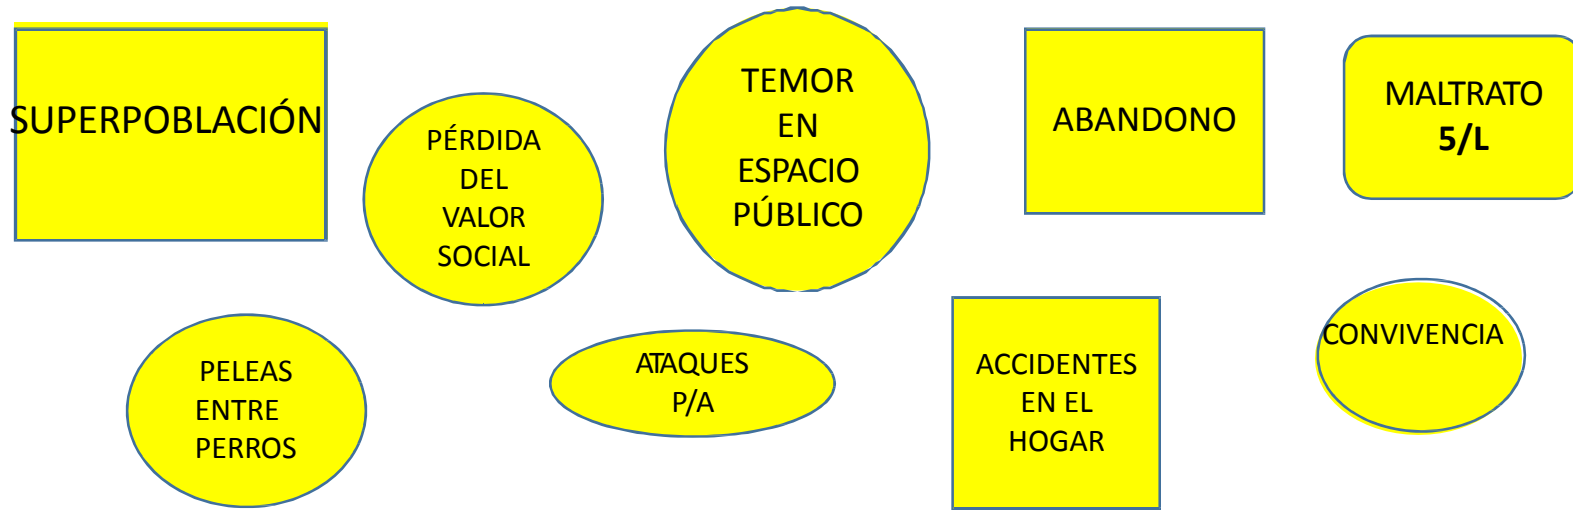 SUPERPOBLACIÓN
PÉRDIDA
DEL
VALOR
SOCIAL
TEMOR
EN
ESPACIO
PÚBLICO
ABANDONO
MALTRATO
5/L
PELEAS
ENTRE
PERROS
ATAQUES
P/A
ACCIDENTES
EN EL
HOGAR
CONVIVENCIA